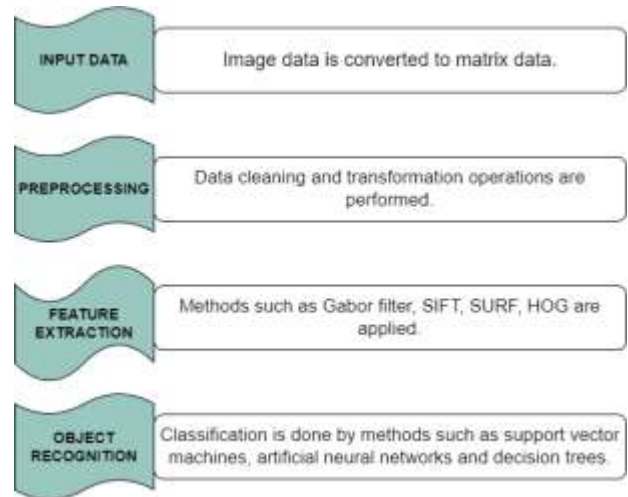 INPUT DATA
Image data is converted to matrix data.
PREPROCESSING
Data cleaning and transformation operations are
performed.
FEATURE
EXTRACTION
Methods such as Gabor filter, SIFT, SURF, HOG are
applied.
OBJECT
RECOGNITION
Classification is done by methods such as support vector
machines, artificial neural networks and decision trees.